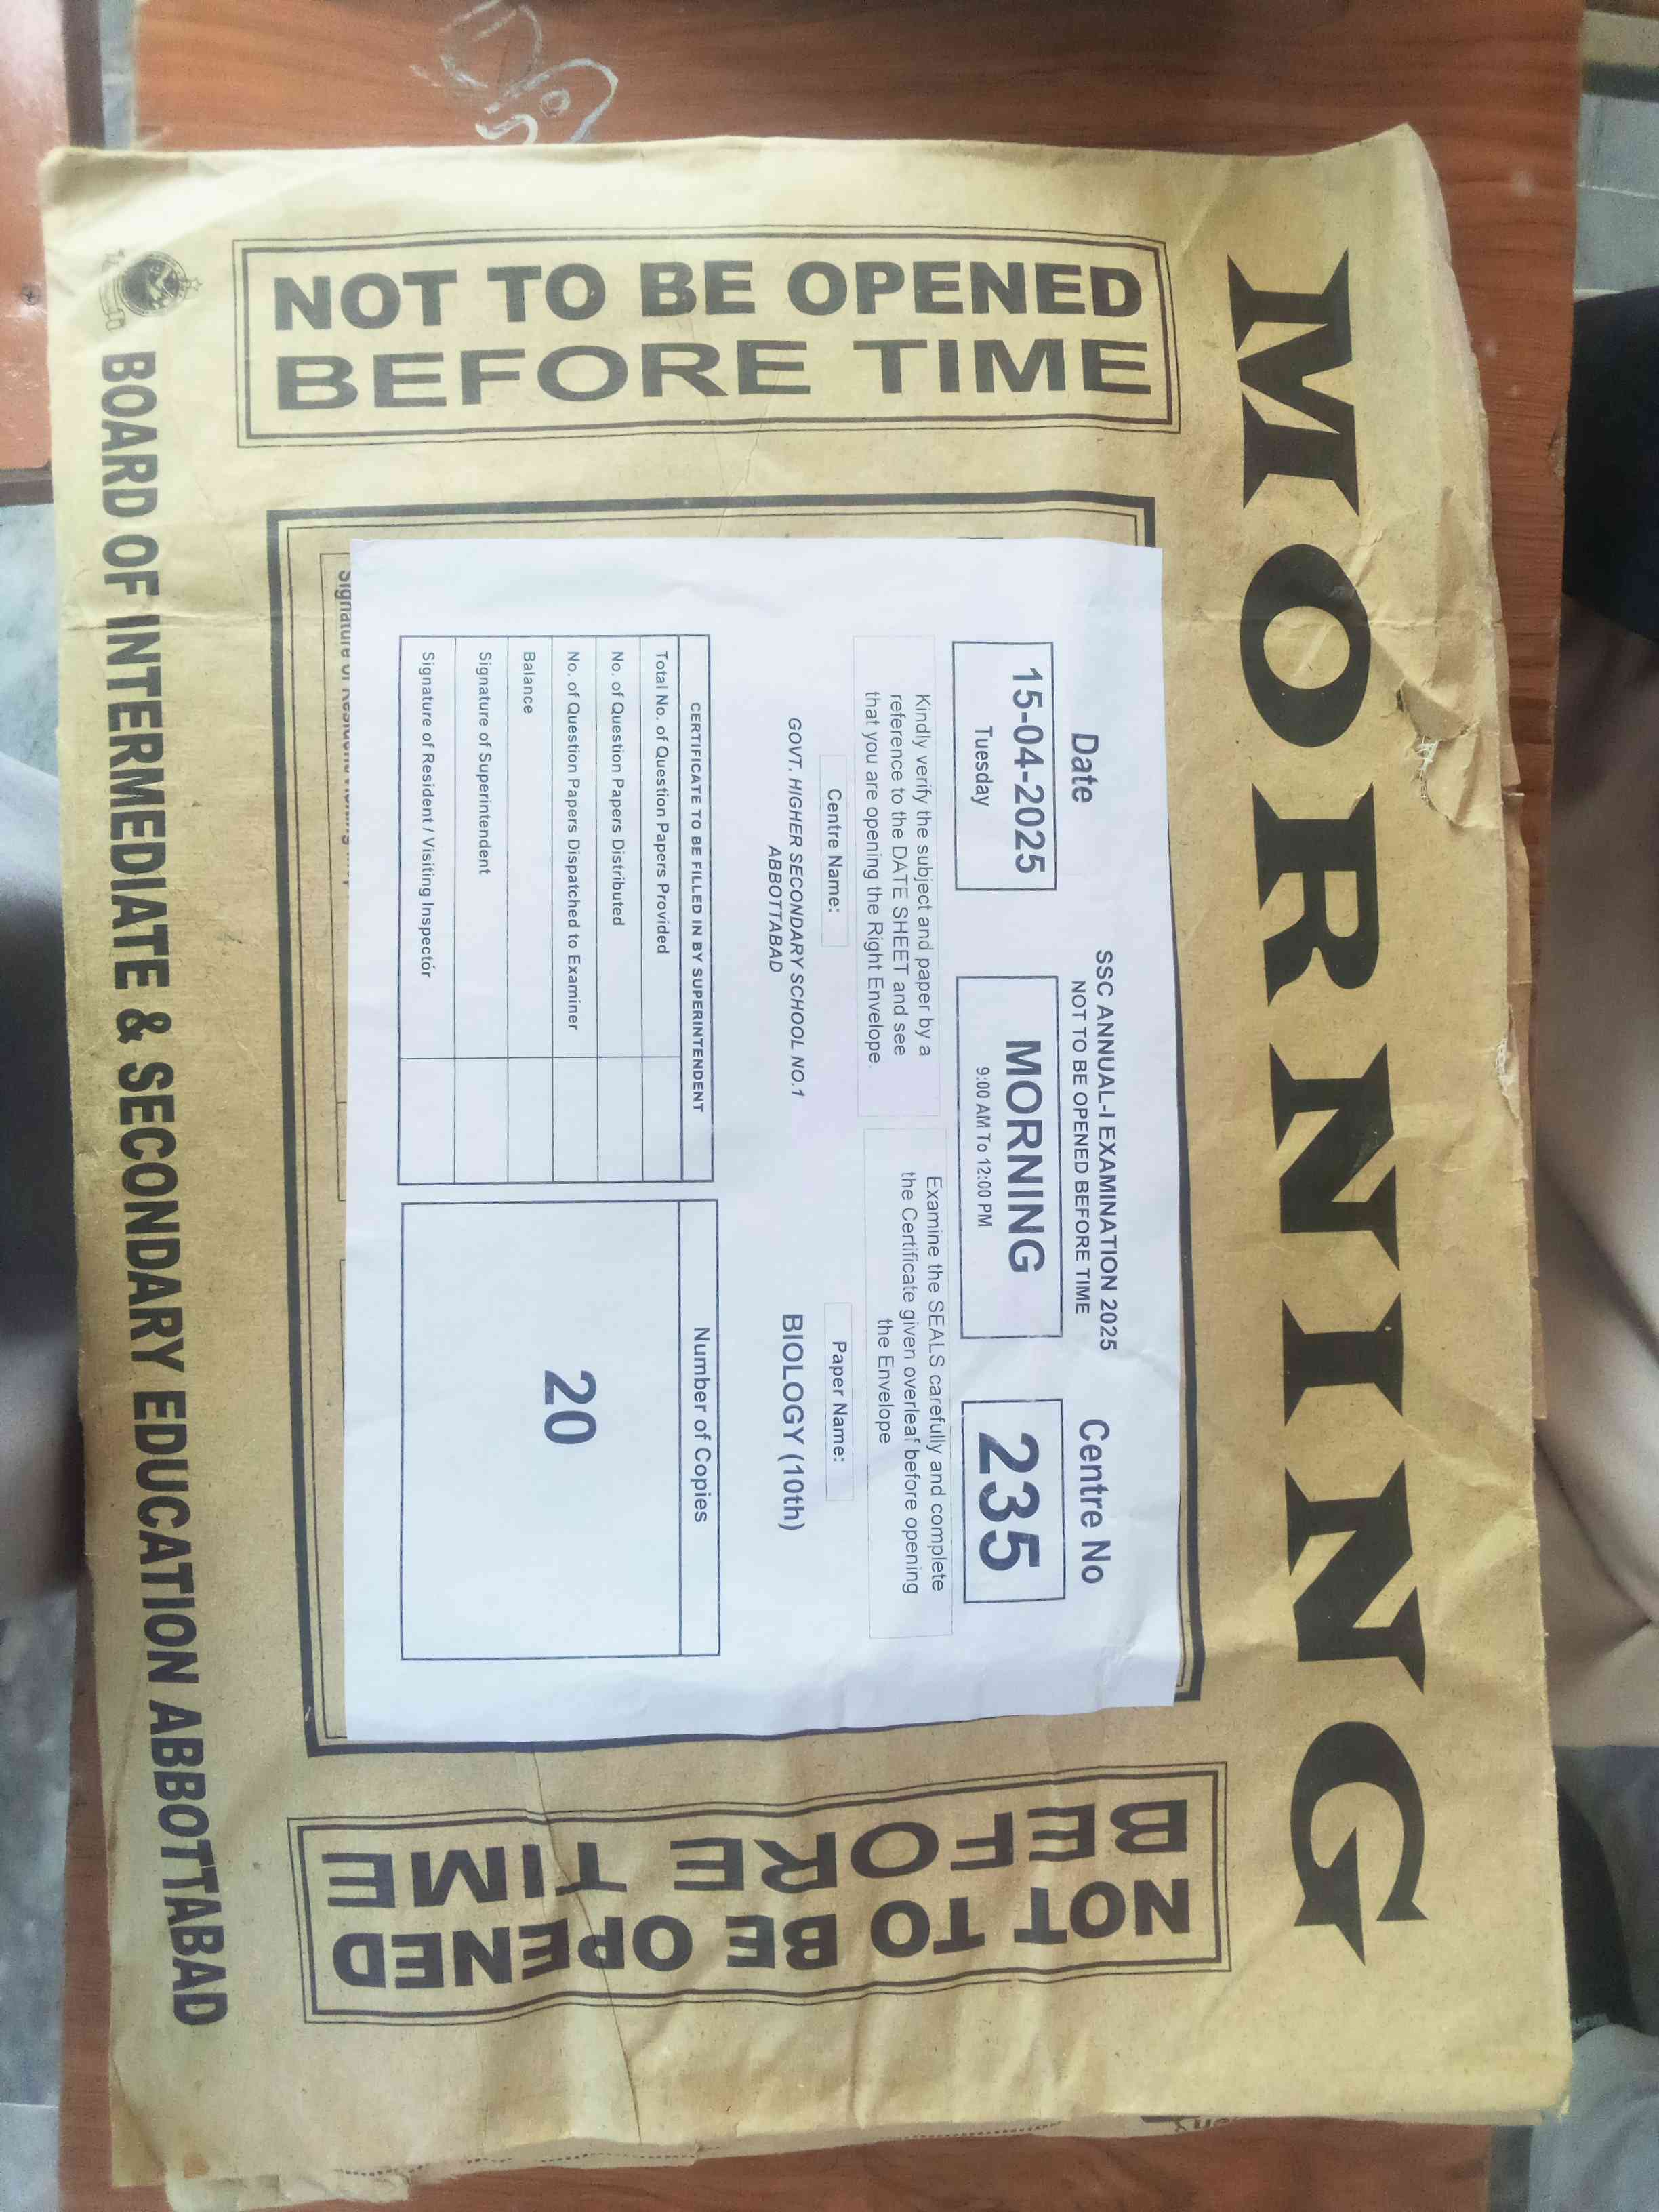 MORNING
NOT TO BE OPENED
BEFORE TIME
SSC ANNUAL-I EXAMINATION 2025
NOT TO BE OPENED BEFORE TIME
Date
15-04-2025
Tuesday
MORNING
9:00 AM To 12:00 PM
Centre No
235
Kindly verify the subject and paper by a
reference to the DATE SHEET and see
that you are opening the Right Envelope.
Examine the SEALS carefully and complete
the Certificate given overleaf before opening
the Envelope
Centre Name:
GOVT. HIGHER SECONDARY SCHOOL NO.1
ABBOTTABAD
Paper Name:
BIOLOGY (10th)
CERTIFICATE TO BE FILLED IN BY SUPERINTENDENT
Total No. of Question Papers Provided
No. of Question Papers Distributed
No. of Question Papers Dispatched to Examiner
Balance
Signature of Superintendent
Signature of Resident / Visiting Inspector
Number of Copies
20
NOT TO BE OPENED
BEFORE TIME
BOARD OF INTERMEDIATE & SECONDARY EDUCATION ABBOTTABAD